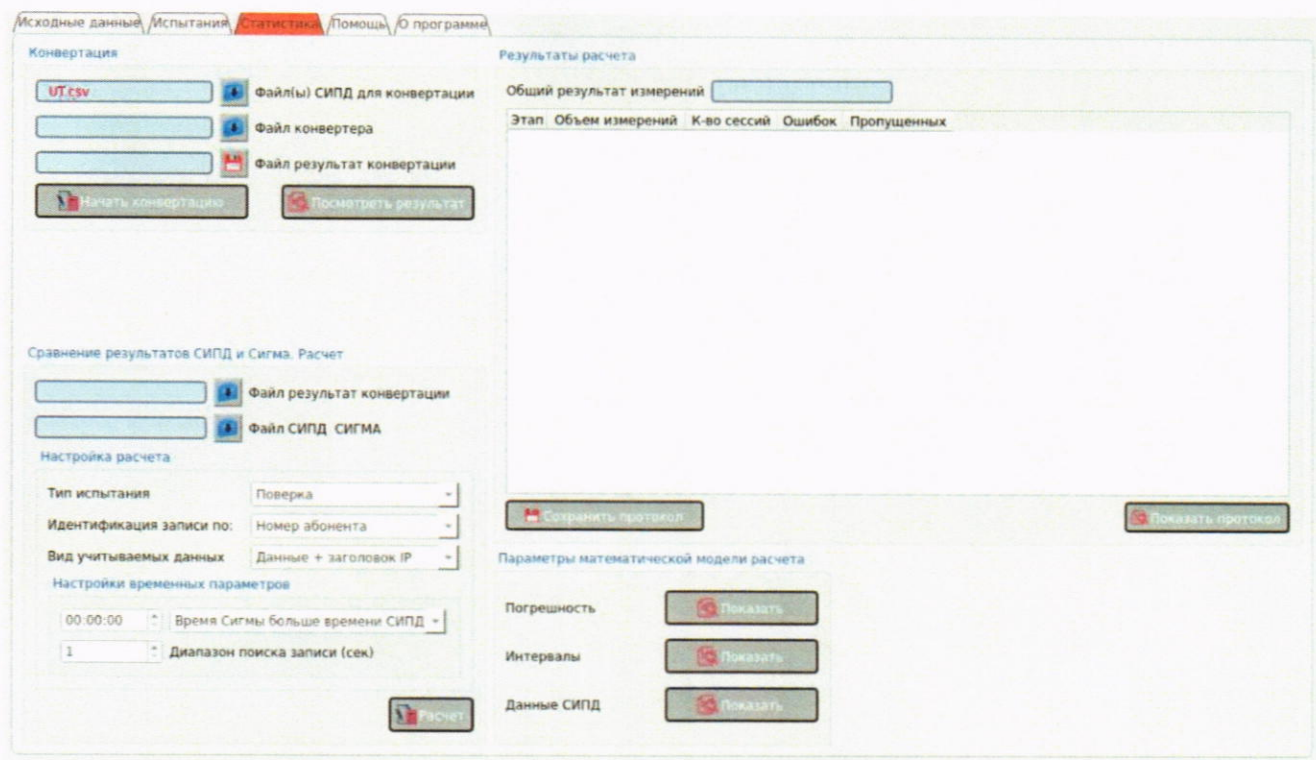 Исходные данные Испытания Статистика Помощь О программе
Конвертация
UT.csv Файл(ы) СИПД для конвертации
Файл конвертера
Файл результат конвертации
Начать конвертацию Посмотреть результат
Сравнение результатов СИПД и Сигма. Расчет
Файл результат конвертации
Файл СИПД СИГМА
Настройка расчета
Тип испытания Поверка
Идентификация записи по: Номер абонента
Вид учитываемых данных Данные + заголовок IP
Настройки временных параметров
00:00:00 Время Сигмы больше времени СИПД
1 Диапазон поиска записи (сек)
Расчет
Результаты расчета
Общий результат измерений
Этап Объем измерений К-во сессий Ошибок Пропущенных
Сохранить протокол Показать протокол
Параметры математической модели расчета
Погрешность Показать
Интервалы Показать
Данные СИПД Показать